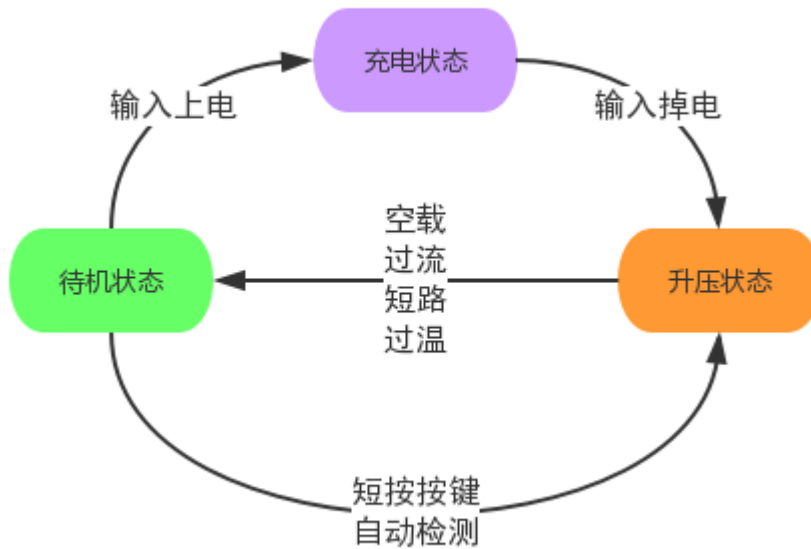 充电状态
输入上电
输入掉电
空载
过流
短路
过温
待机状态
升压状态
短按按键
自动检测